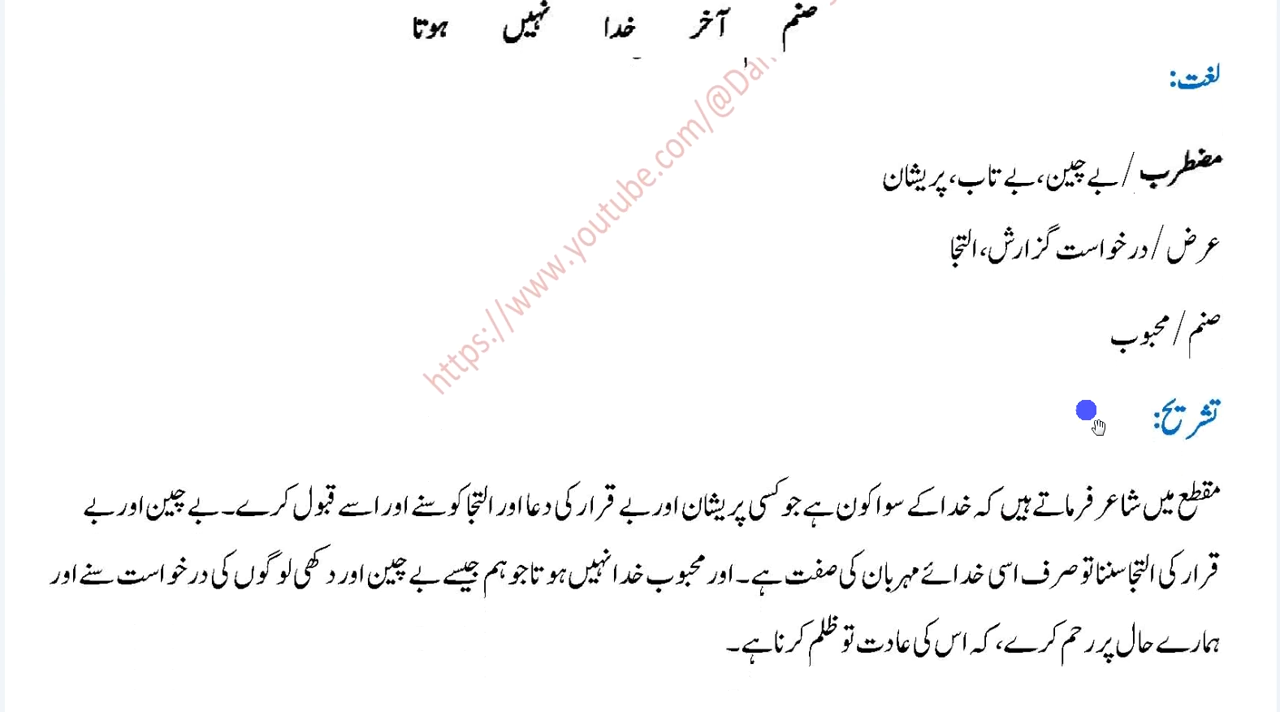 صنم آخر خدا نہیں ہوتا
لغت:
مضطرب / بے چین، بے تاب، پریشان
عرض / درخواست گزارش، التجا
صنم / محبوب
تشریح:
مقطع میں شاعر فرماتے ہیں کہ خدا کے سوا کون ہے جو کسی پریشان اور بے قرار کی دعا اور التجا کو سنے اور اسے قبول کرے۔ بے چین اور بے
قرار کی التجا سننا تو صرف اسی خدائے مہربان کی صفت ہے۔ اور محبوب خدا نہیں ہوتا جو ہم جیسے بے چین اور دکھی لوگوں کی درخواست سنے اور
ہمارے حال پر رحم کرے، کہ اس کی عادت تو ظلم کرنا ہے۔
https://www.youtube.com/@Dar